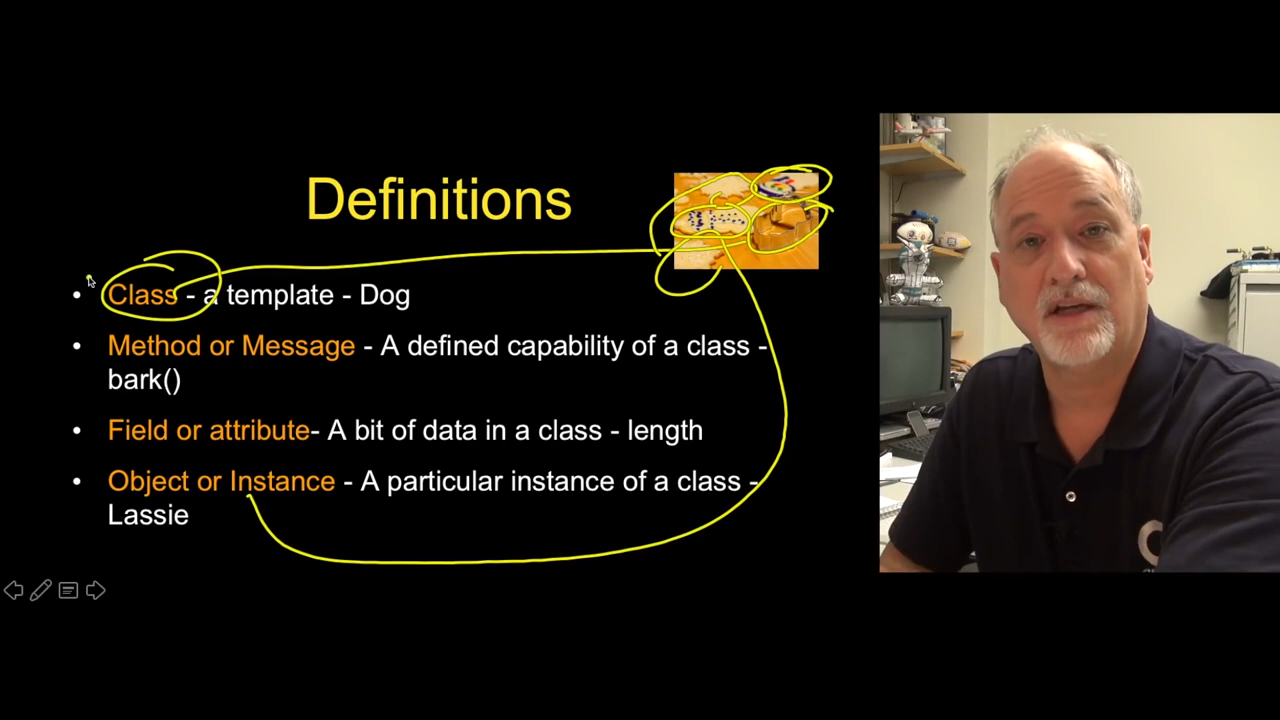 Definitions
• Class - a template - Dog
• Method or Message - A defined capability of a class -
bark()
• Field or attribute- A bit of data in a class - length
• Object or Instance - A particular instance of a class -
Lassie